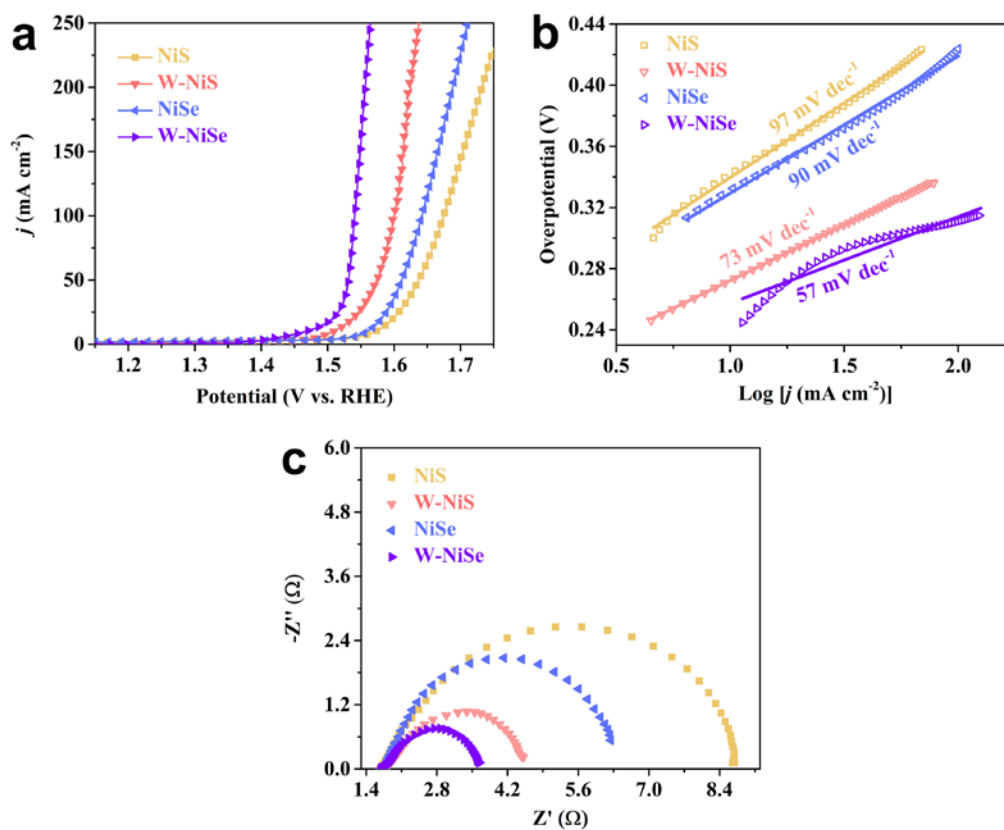 a
250
200
150
100
50
0
j (mA cm⁻²)
NiS
W-NiS
NiSe
W-NiSe
1.2 1.3 1.4 1.5 1.6 1.7
Potential (V vs. RHE)
b
0.44
0.40
0.36
0.32
0.28
0.24
Overpotential (V)
NiS
W-NiS
NiSe
W-NiSe
97 mV dec⁻¹
90 mV dec⁻¹
73 mV dec⁻¹
57 mV dec⁻¹
0.5 1.0 1.5 2.0
Log [j (mA cm⁻²)]
c
6.0
4.8
3.6
2.4
1.2
0.0
-Z'' (Ω)
NiS
W-NiS
NiSe
W-NiSe
1.4 2.8 4.2 5.6 7.0 8.4
Z' (Ω)